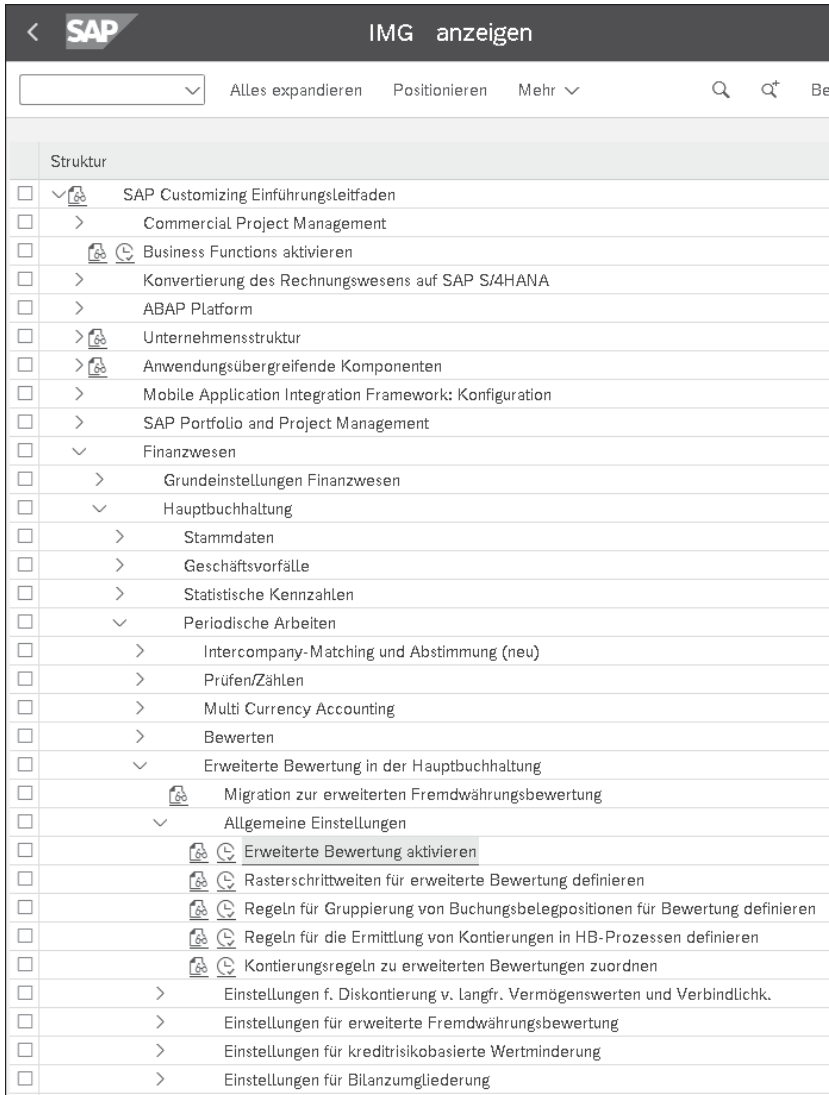 SAP IMG anzeigen
Alles expandieren Positionieren Mehr Be
Struktur
SAP Customizing Einführungsleitfaden
Commercial Project Management
Business Functions aktivieren
Konvertierung des Rechnungswesens auf SAP S/4HANA
ABAP Platform
Unternehmensstruktur
Anwendungsübergreifende Komponenten
Mobile Application Integration Framework: Konfiguration
SAP Portfolio and Project Management
Finanzwesen
Grundeinstellungen Finanzwesen
Hauptbuchhaltung
Stammdaten
Geschäftsvorfälle
Statistische Kennzahlen
Periodische Arbeiten
Intercompany-Matching und Abstimmung (neu)
Prüfen/Zählen
Multi Currency Accounting
Bewerten
Erweiterte Bewertung in der Hauptbuchhaltung
Migration zur erweiterten Fremdwährungsbewertung
Allgemeine Einstellungen
Erweiterte Bewertung aktivieren
Rasterschrittweiten für erweiterte Bewertung definieren
Regeln für Gruppierung von Buchungsbelegpositionen für Bewertung definieren
Regeln für die Ermittlung von Kontierungen in HB-Prozessen definieren
Kontierungsregeln zu erweiterten Bewertungen zuordnen
Einstellungen f. Diskontierung v. langfr. Vermögenswerten und Verbindlichk.
Einstellungen für erweiterte Fremdwährungsbewertung
Einstellungen für kreditrisikobasierte Wertminderung
Einstellungen für Bilanzumgliederung